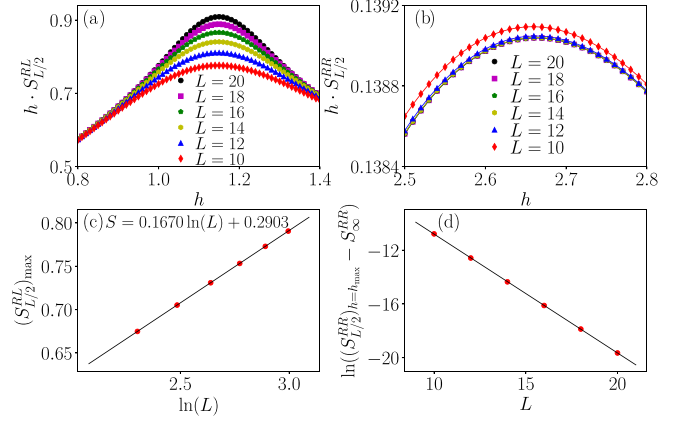 (a)
h · S^{RL}_{L/2}
0.9
0.7
0.5
L = 20
L = 18
L = 16
L = 14
L = 12
L = 10
0.8 1.0 1.2 1.4
h
(b)
h · S^{RR}_{L/2}
0.1392
0.1388
0.1384
L = 20
L = 18
L = 16
L = 14
L = 12
L = 10
2.5 2.6 2.7 2.8
h
(c) S = 0.1670 ln(L) + 0.2903
(S^{RL}_{L/2})_{max}
0.80
0.75
0.70
0.65
2.5 3.0
ln(L)
(d)
ln((S^{RR}_{L/2})_{h=h_{max}} − S^{RR}_{∞})
−12
−16
−20
10 15 20
L